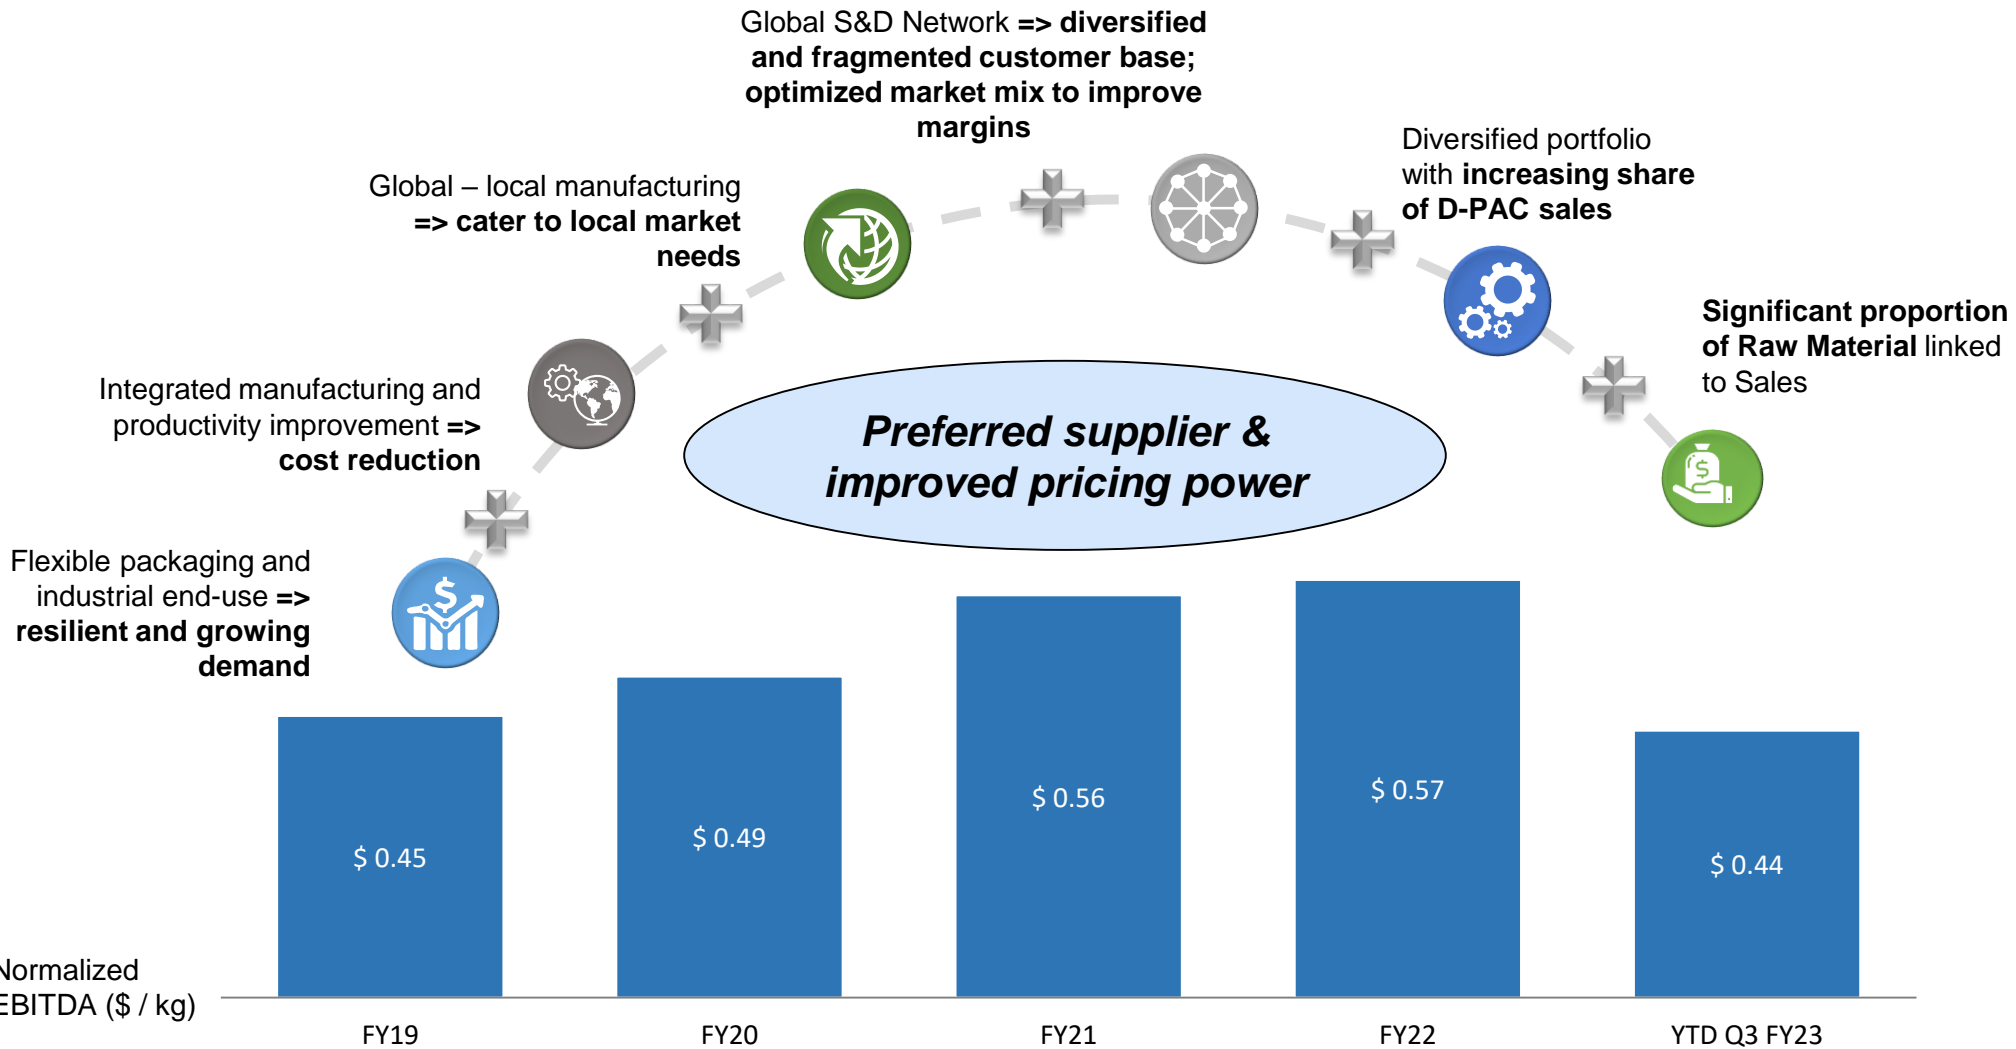 Global S&D Network => diversified
and fragmented customer base;
optimized market mix to improve
margins
Diversified portfolio
with increasing share
of D-PAC sales
Global – local manufacturing
=> cater to local market
needs
Significant proportion
of Raw Material linked
to Sales
Integrated manufacturing and
productivity improvement =>
cost reduction
Preferred supplier &
improved pricing power
Flexible packaging and
industrial end-use =>
resilient and growing
demand
$ 0.45
$ 0.49
$ 0.56
$ 0.57
$ 0.44
Normalized
EBITDA ($ / kg)
FY19
FY20
FY21
FY22
YTD Q3 FY23